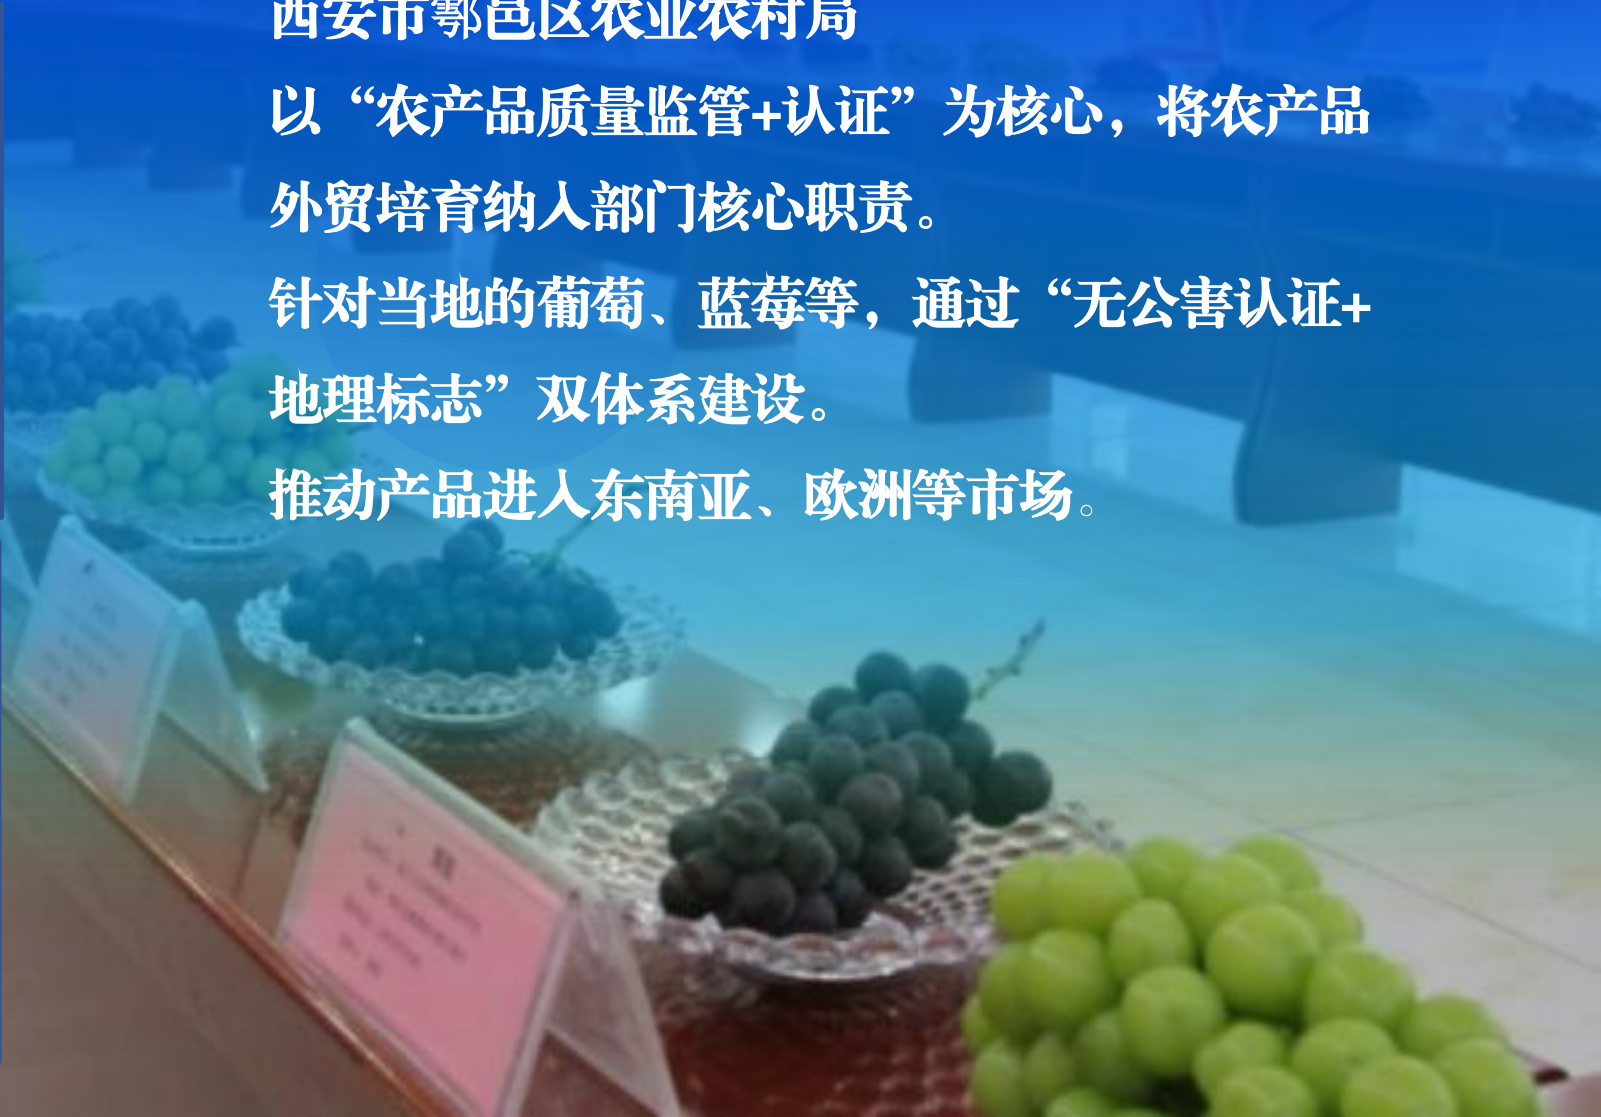 西安市鄠邑区农业农村局
以“农产品质量监管+认证”为核心，将农产品
外贸培育纳入部门核心职责。
针对当地的葡萄、蓝莓等，通过“无公害认证+
地理标志”双体系建设。
推动产品进入东南亚、欧洲等市场。